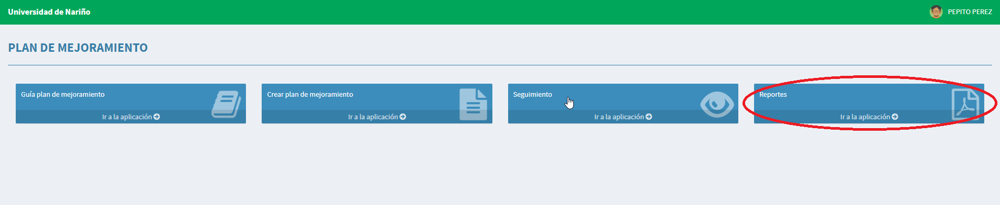 Universidad de Nariño
PEPITO PEREZ
PLAN DE MEJORAMIENTO
Guía plan de mejoramiento
Ir a la aplicación
Crear plan de mejoramiento
Ir a la aplicación
Seguimiento
Ir a la aplicación
Reportes
Ir a la aplicación